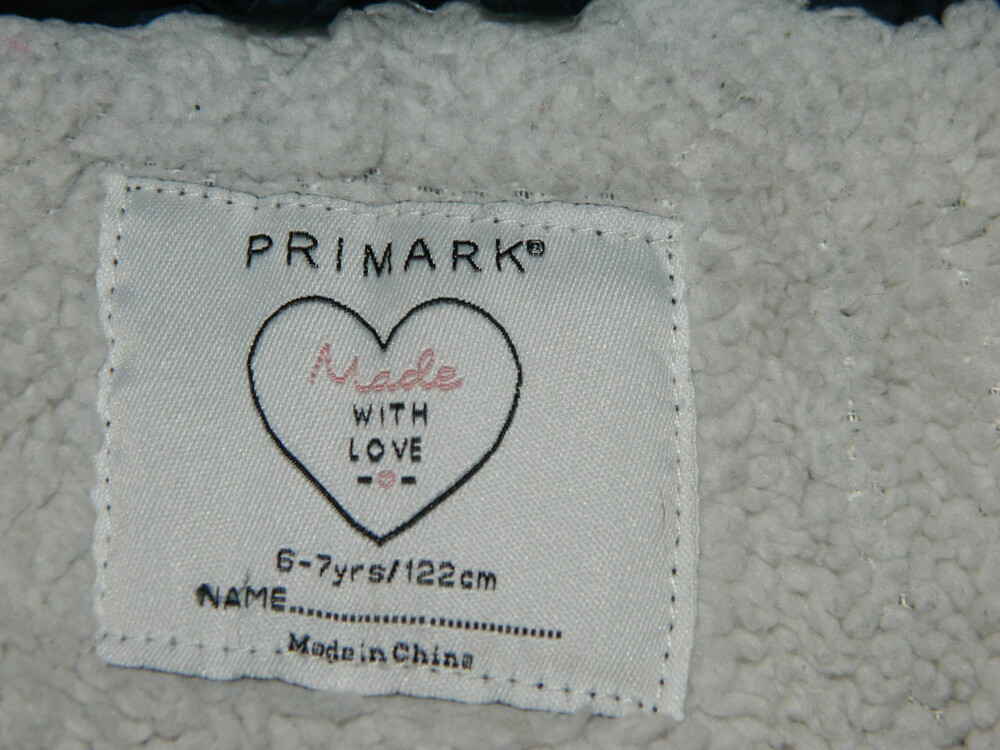 PRIMARK®
Made
WITH
LOVE
6-7yrs/122cm
NAME..............................
Made in China